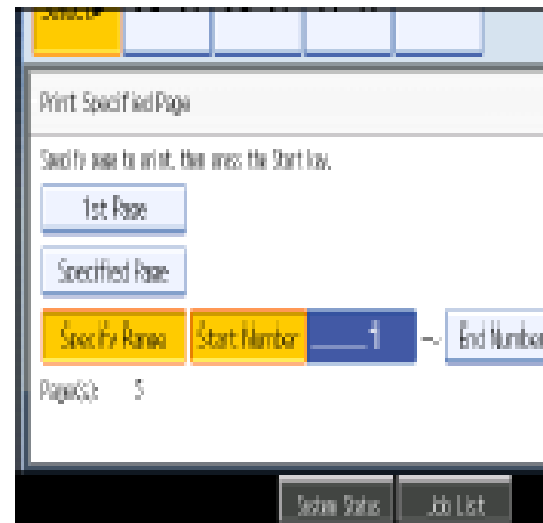 Print Specified Page
Specify page to print, then press the Start key.
1st Page
Specified Page
Specify Range Start Number 1 ~ End Number
Page(s): 5
System Status Job List